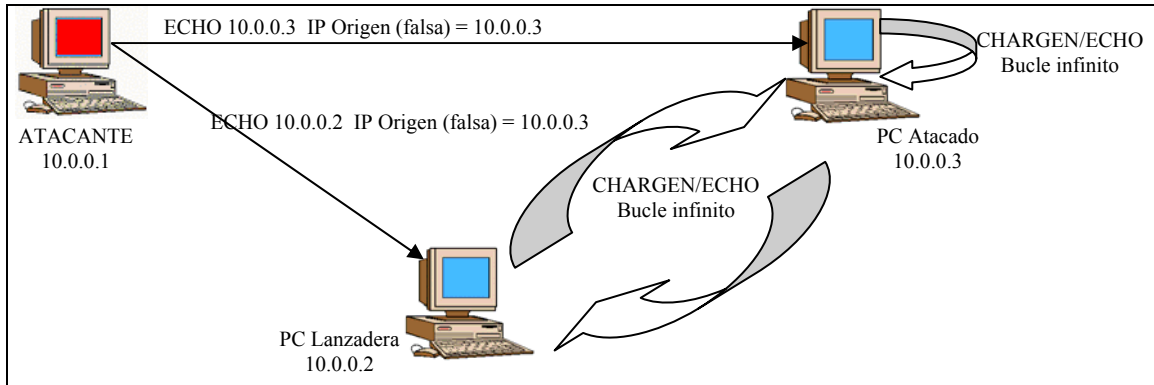 ECHO 10.0.0.3 IP Origen (falsa) = 10.0.0.3
CHARGEN/ECHO
Bucle infinito
ATACANTE
10.0.0.1
ECHO 10.0.0.2 IP Origen (falsa) = 10.0.0.3
PC Atacado
10.0.0.3
CHARGEN/ECHO
Bucle infinito
PC Lanzadera
10.0.0.2